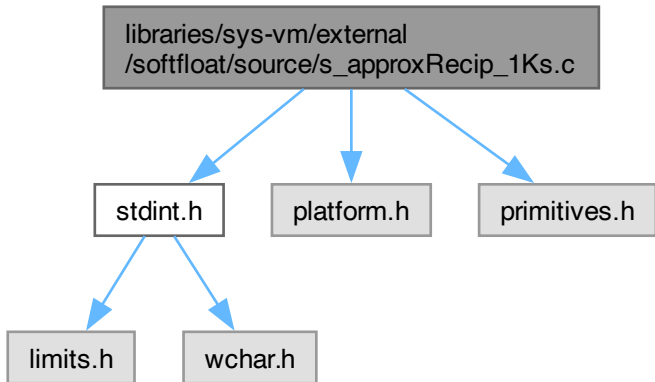 libraries/sys-vm/external
/softfloat/source/s_approxRecip_1Ks.c
stdint.h
platform.h
primitives.h
limits.h
wchar.h